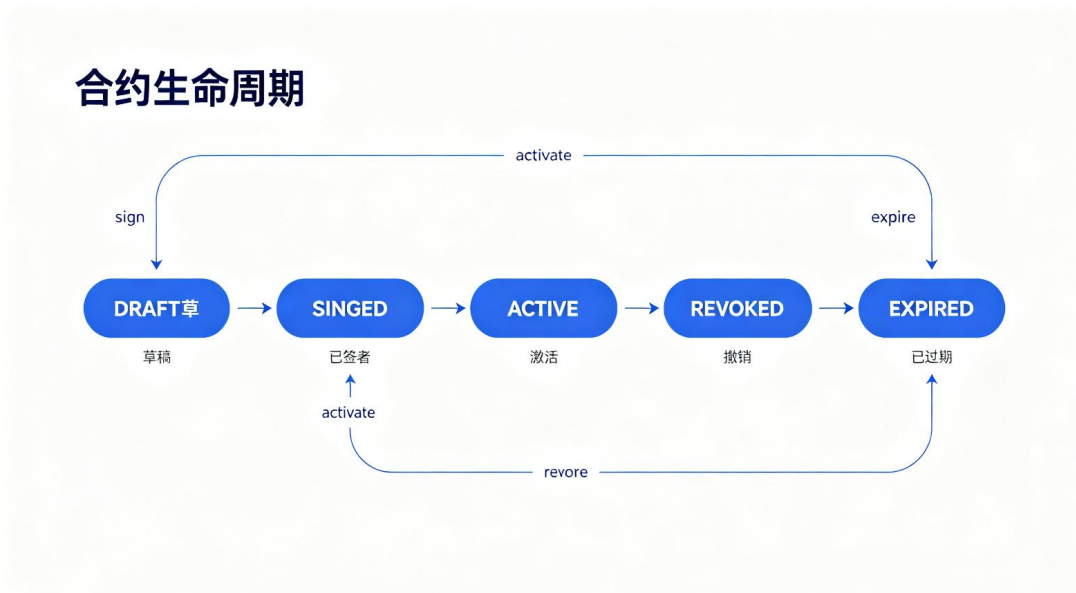 合约生命周期
activate
sign
expire
DRAFT草
SINGED
ACTIVE
REVOKED
EXPIRED
草稿
已签者
激活
撤销
已过期
activate
revore